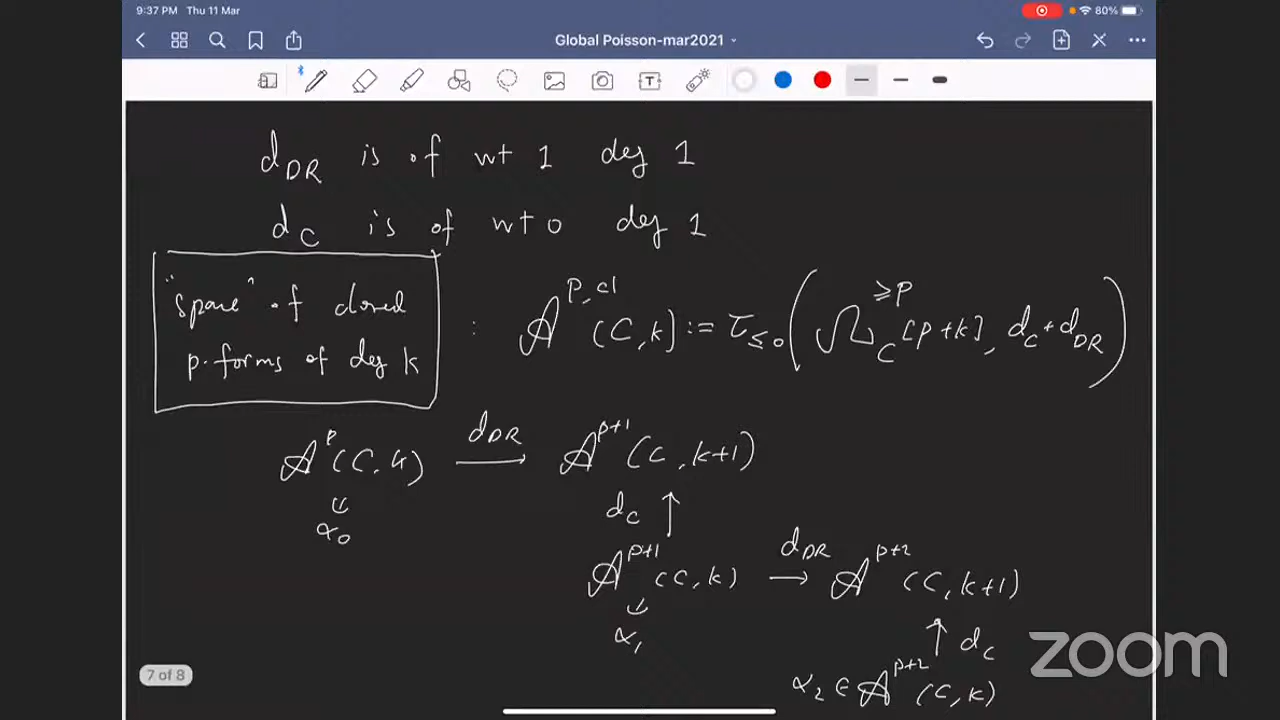 9:37 PM Thu 11 Mar
80%
Global Poisson-mar2021
d_DR is of wt 1 deg 1
d_C is of wt 0 deg 1
"space" of closed
p-forms of deg k
: A^{p,cl}(C,k) := τ_{≤0}(Ω_C^{≥p}[p+k], d_C + d_DR)
A^p(C,k) →^{d_DR} A^{p+1}(C,k+1)
∪
α_0
d_C ↑
A^{p+1}(C,k) →^{d_DR} A^{p+2}(C,k+1)
∪
α_1
↑ d_C
α_2 ∈ A^{p+2}(C,k)
7 of 8
zoom